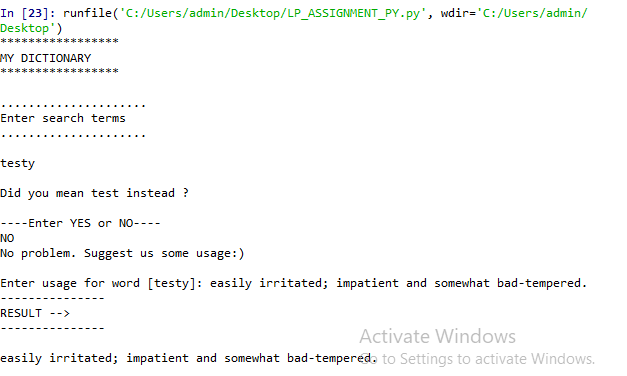 In [23]: runfile('C:/Users/admin/Desktop/LP_ASSIGNMENT_PY.py', wdir='C:/Users/admin/
Desktop')
*****************
MY DICTIONARY
*****************
.....................
Enter search terms
.....................
testy
Did you mean test instead ?
----Enter YES or NO----
NO
No problem. Suggest us some usage:)
Enter usage for word [testy]: easily irritated; impatient and somewhat bad-tempered.
---------------
RESULT -->
---------------
Activate Windows
easily irritated; impatient and somewhat bad-tempered.
Go to Settings to activate Windows.